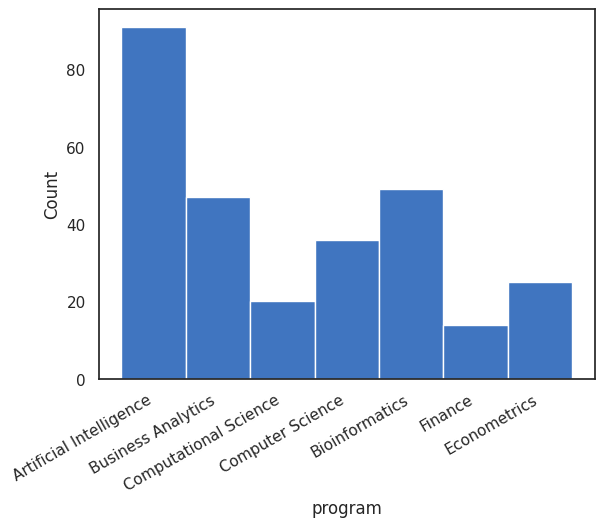 80
60
40
20
0
Count
Artificial Intelligence
Business Analytics
Computational Science
Computer Science
Bioinformatics
Finance
Econometrics
program